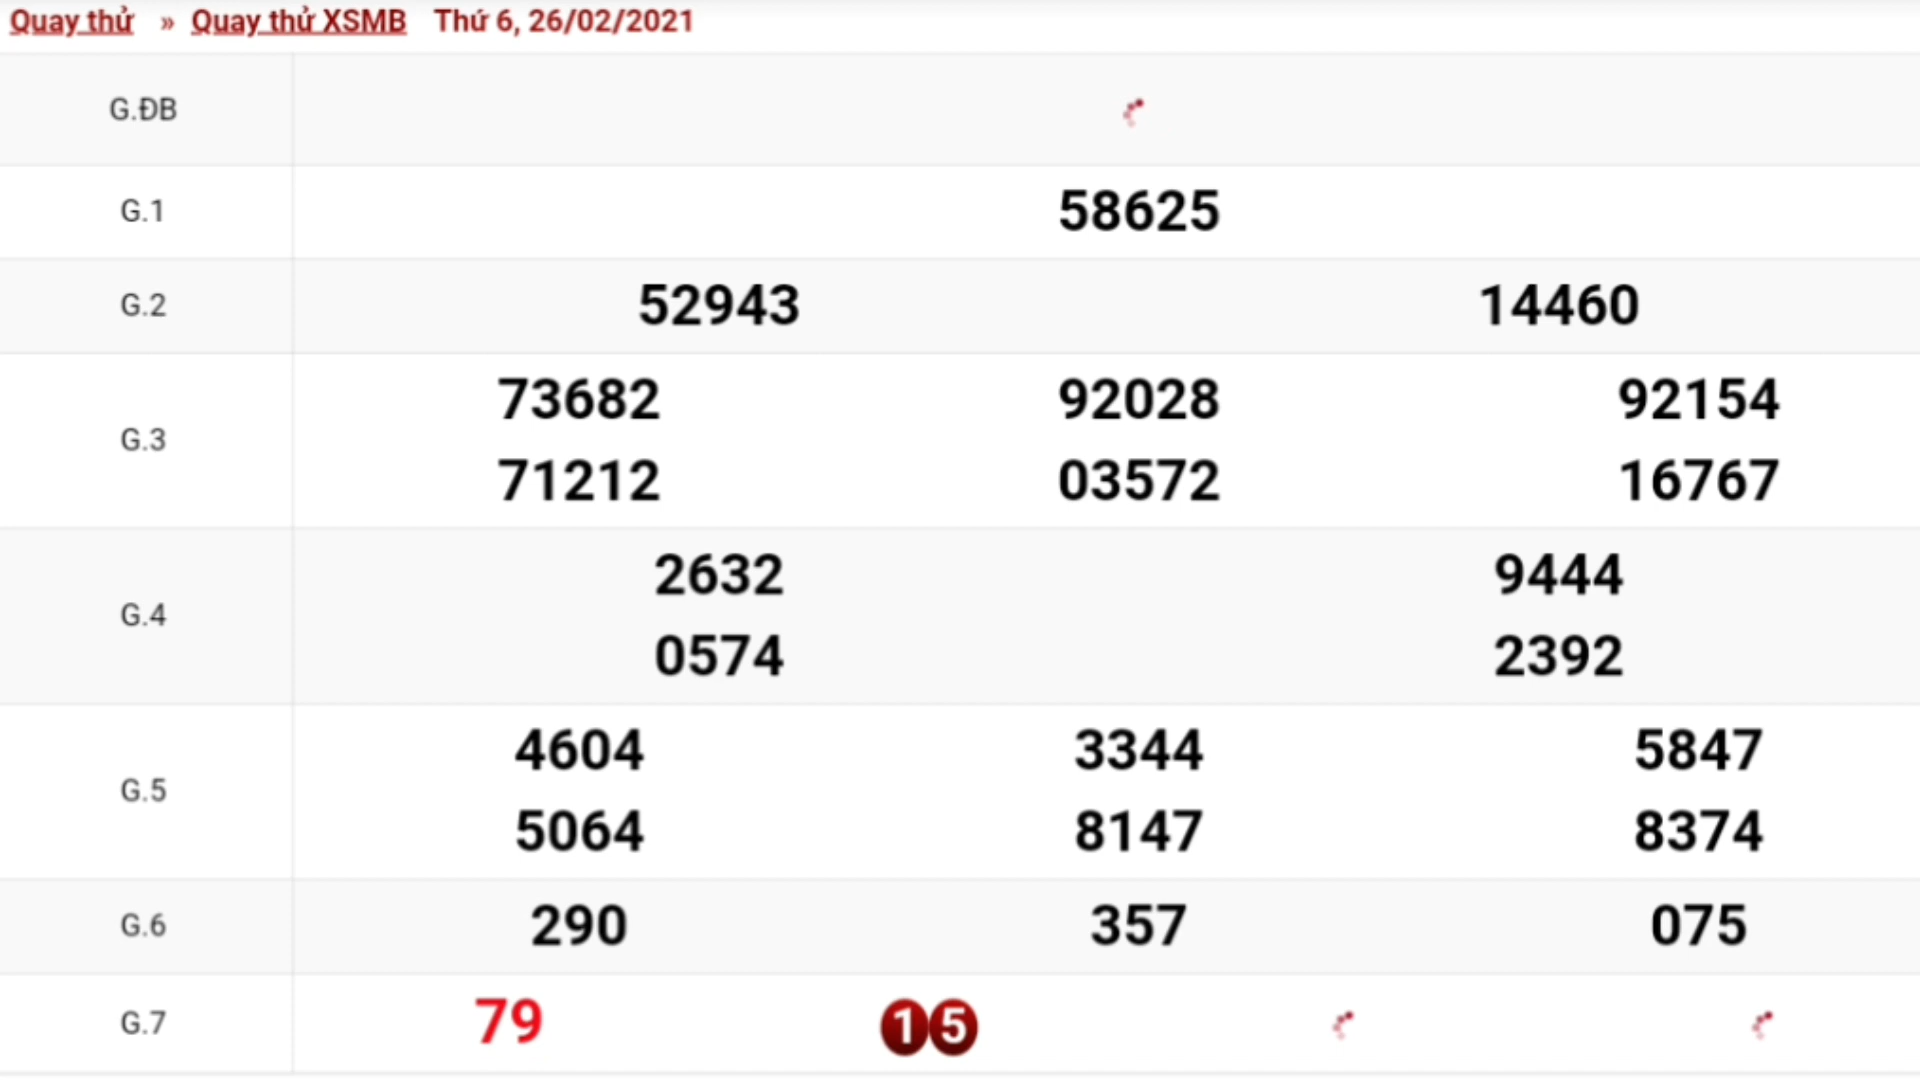 Quay thử » Quay thử XSMB Thứ 6, 26/02/2021
G.ĐB
G.1 58625
G.2 52943 14460
G.3 73682 92028 92154
71212 03572 16767
G.4 2632 9444
0574 2392
G.5 4604 3344 5847
5064 8147 8374
G.6 290 357 075
G.7 79 15